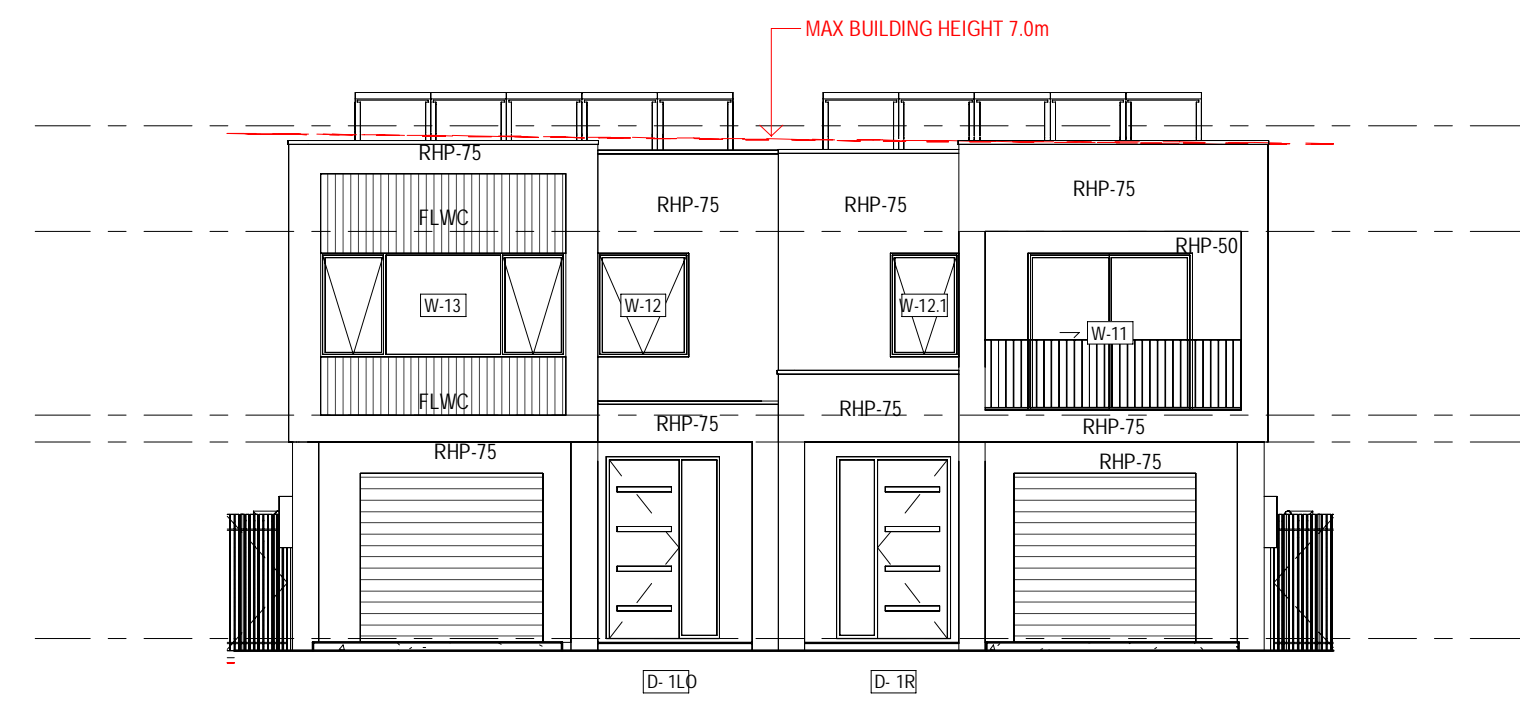 MAX BUILDING HEIGHT 7.0m
RHP-75
RHP-75
FLWC
RHP-75
RHP-75
RHP-50
W-13
W-12
W-12.1
W-11
FLWC
RHP-75
RHP-75
RHP-75
RHP-75
RHP-75
D- 1LO
D- 1R